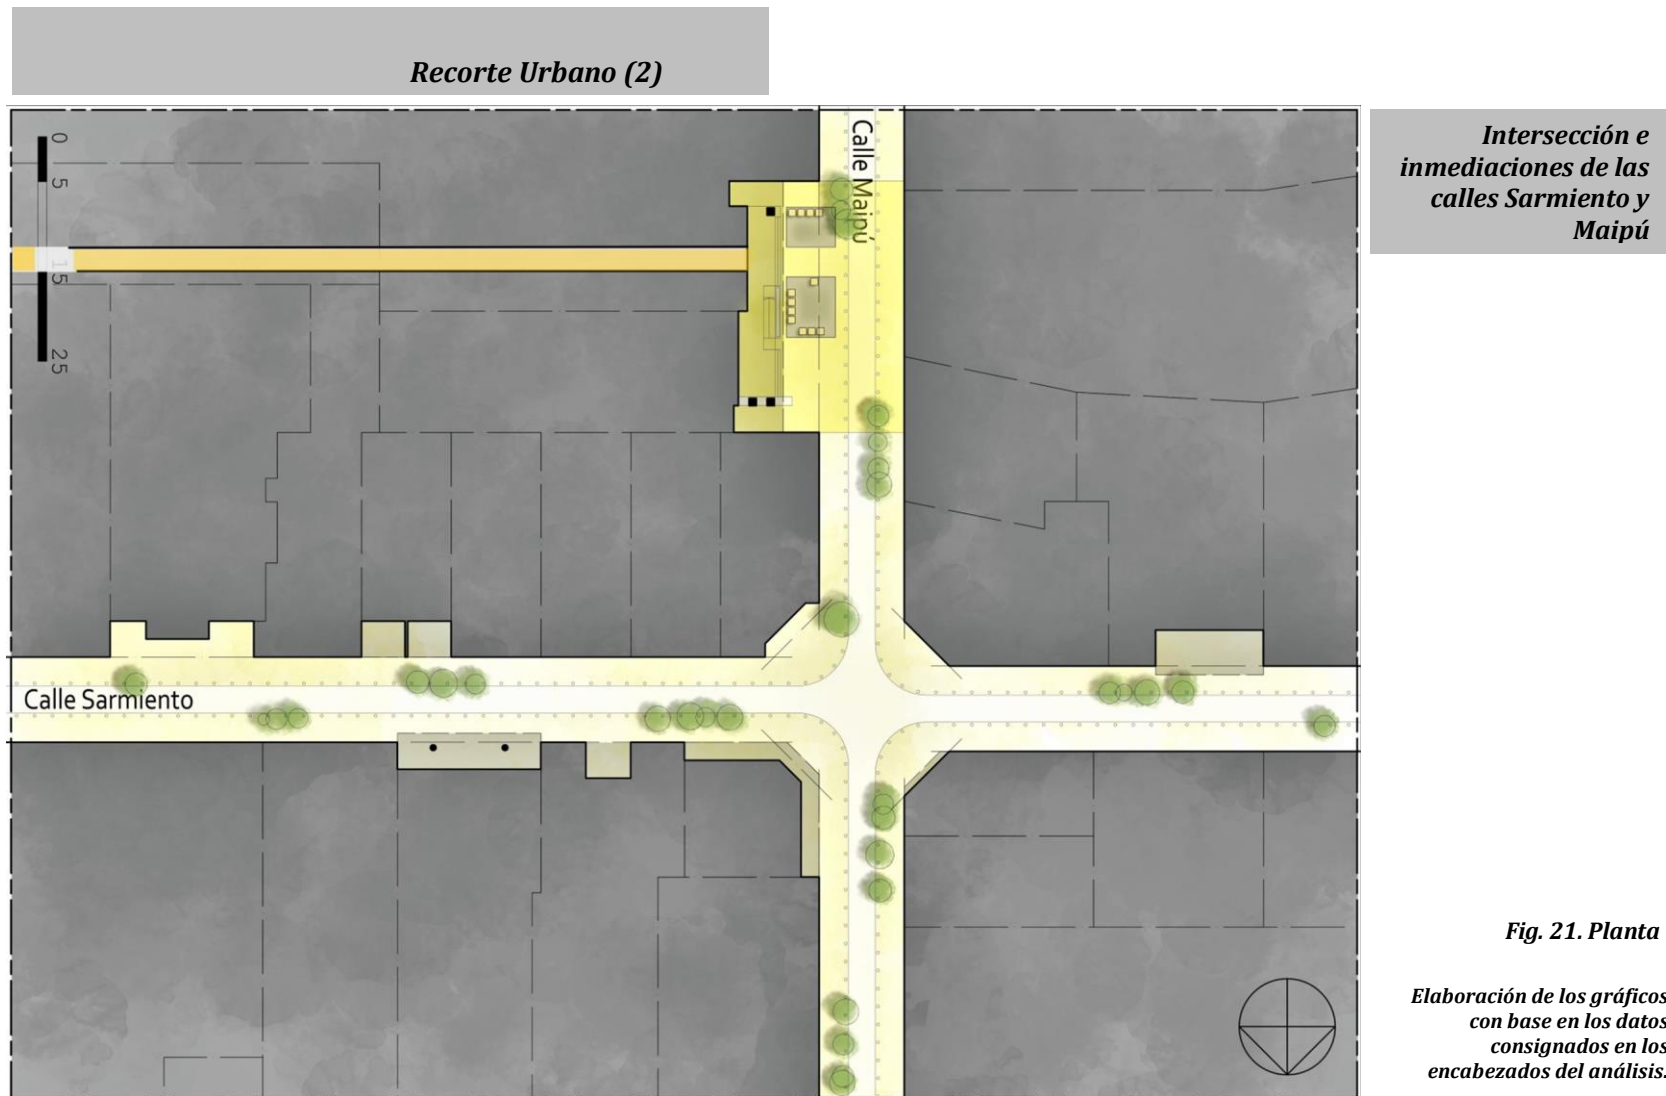 Recorte Urbano (2)
Intersección e
inmediaciones de las
calles Sarmiento y
Maipú
0
5
15
25
Calle Maipú
Calle Sarmiento
Fig. 21. Planta
Elaboración de los gráficos
con base en los datos
consignados en los
encabezados del análisis.